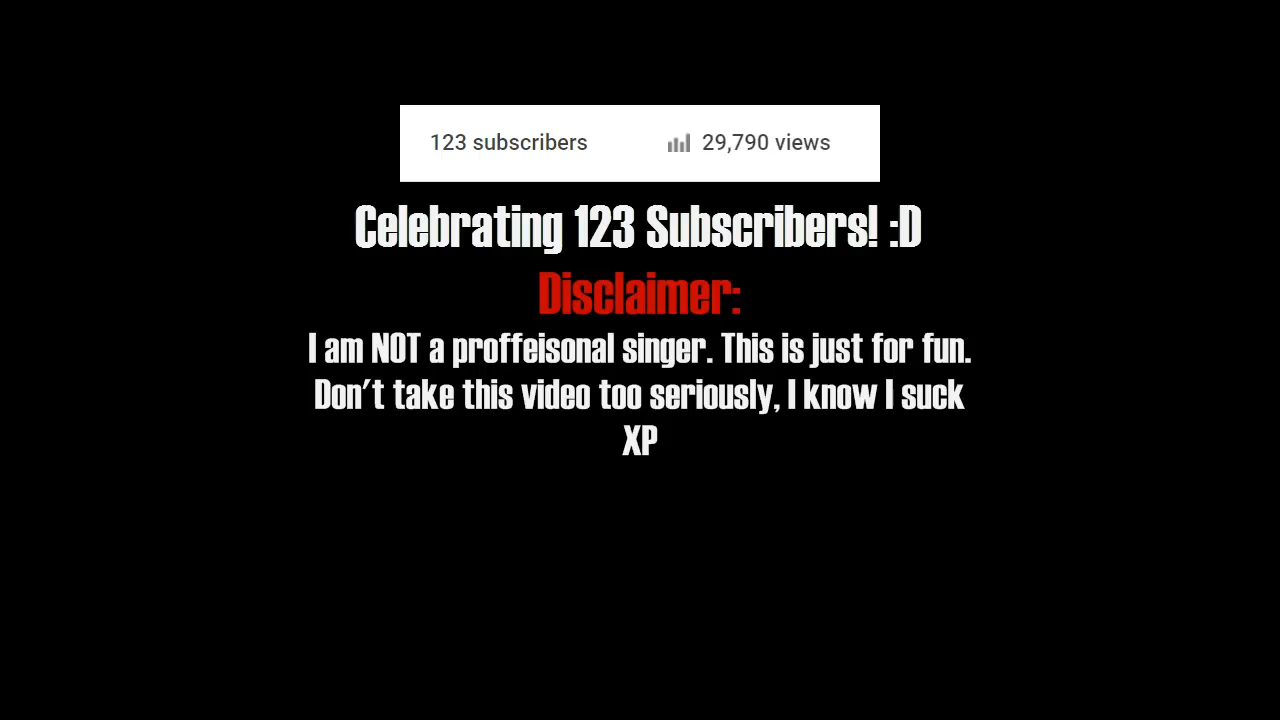 123 subscribers 29,790 views
Celebrating 123 Subscribers! :D
Disclaimer:
I am NOT a proffeisonal singer. This is just for fun.
Don't take this video too seriously, I know I suck
XP